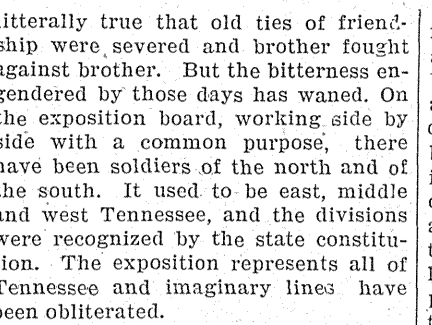 litterally true that old ties of friend-
ship were severed and brother fought
against brother. But the bitterness en-
gendered by those days has waned. On
the exposition board, working side by
side with a common purpose, there
have been soldiers of the north and of
the south. It used to be east, middle
and west Tennessee, and the divisions
were recognized by the state constitu-
tion. The exposition represents all of
Tennessee and imaginary lines have
been obliterated.